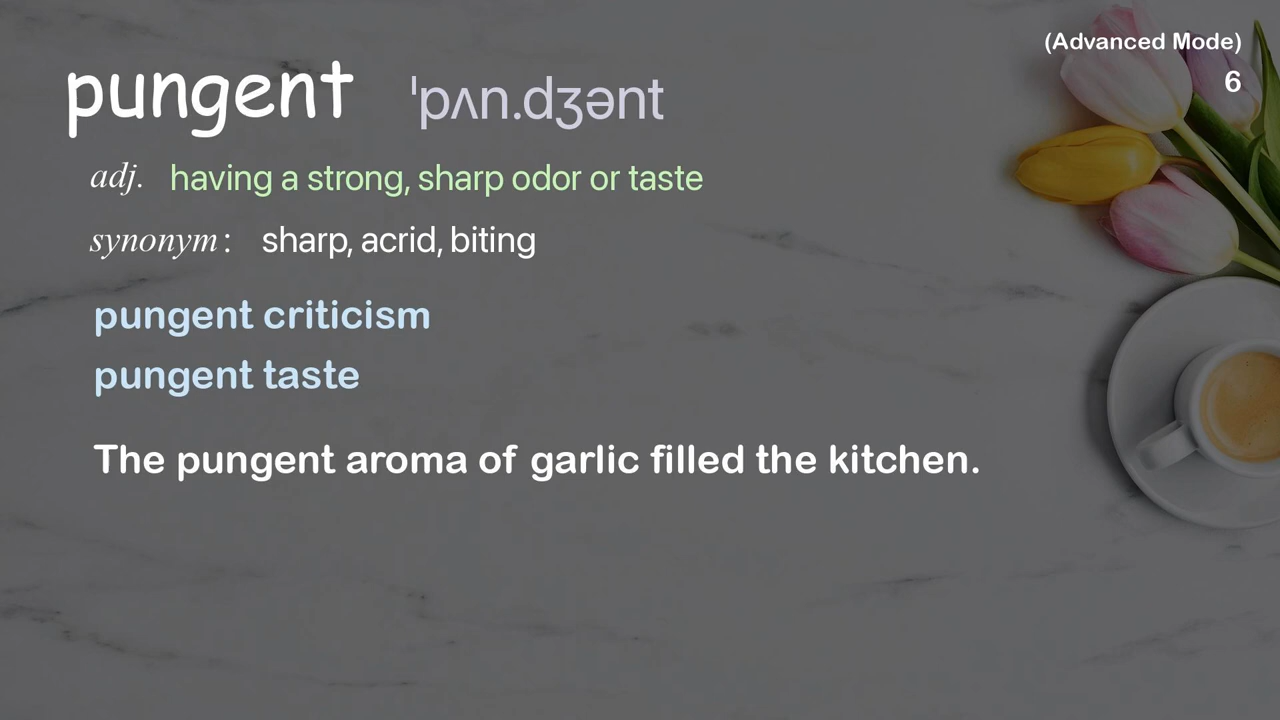 (Advanced Mode)
6
pungent ˈpʌn.dʒənt
adj. having a strong, sharp odor or taste
synonym: sharp, acrid, biting
pungent criticism
pungent taste
The pungent aroma of garlic filled the kitchen.